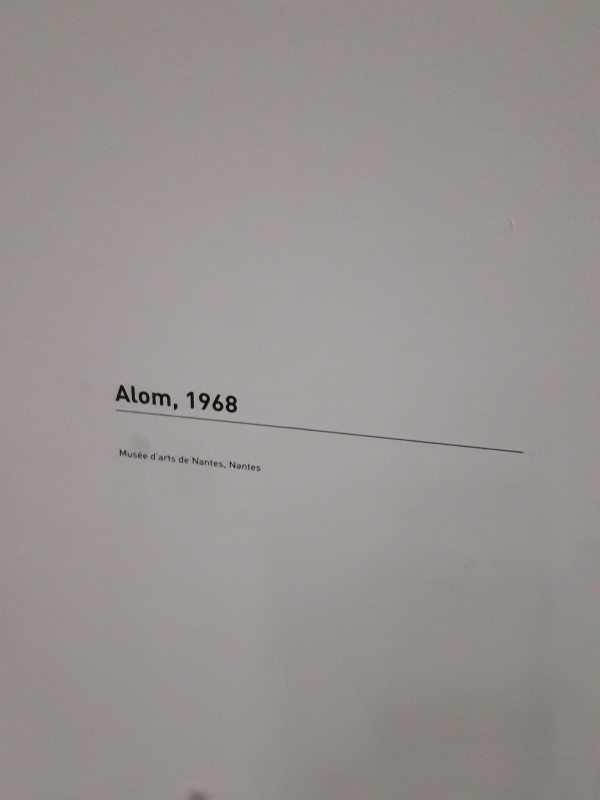 Alom, 1968
Musée d'arts de Nantes, Nantes